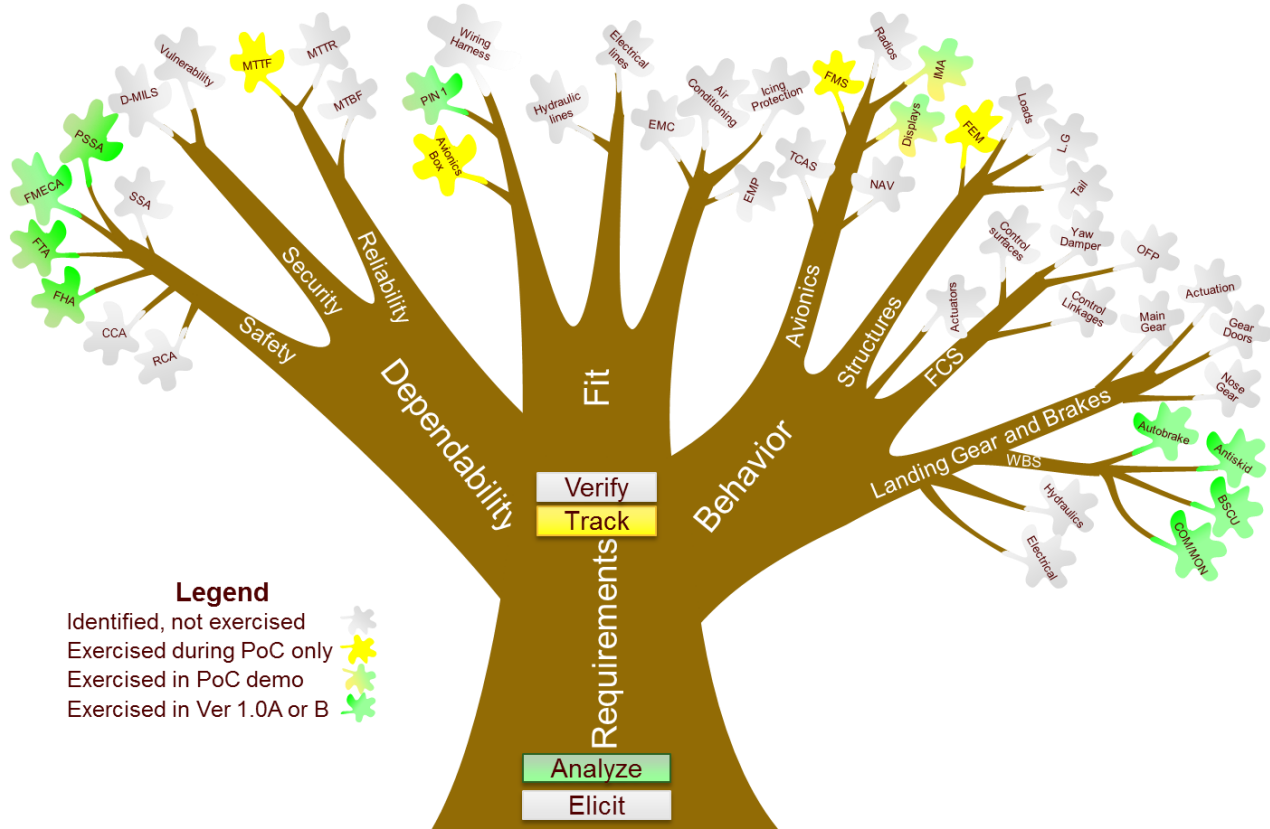 Wiring
Harness
Electrical
lines
Radios
Vulnerability
MTTF
MTTR
IMA
D-MILS
MTBF
PIN 1
Hydraulic
lines
Air
Conditioning
Icing
Protection
FMS
Displays
FEM
Loads
PSSA
Avionics
Box
EMC
EMP
TCAS
NAV
L.G
Tail
FMECA
SSA
FTA
FHA
CCA
RCA
Safety
Security
Reliability
Dependability
Fit
Avionics
Structures
FCS
Behavior
Landing Gear and Brakes
WBS
Control
surfaces
Yaw
Damper
OFP
Actuators
Control
Linkages
Main
Gear
Actuation
Gear
Doors
Nose
Gear
Autobrake
Antiskid
BSCU
COM/MON
Hydraulics
Electrical
Verify
Track
Requirements
Analyze
Elicit
Legend
Identified, not exercised
Exercised during PoC only
Exercised in PoC demo
Exercised in Ver 1.0A or B